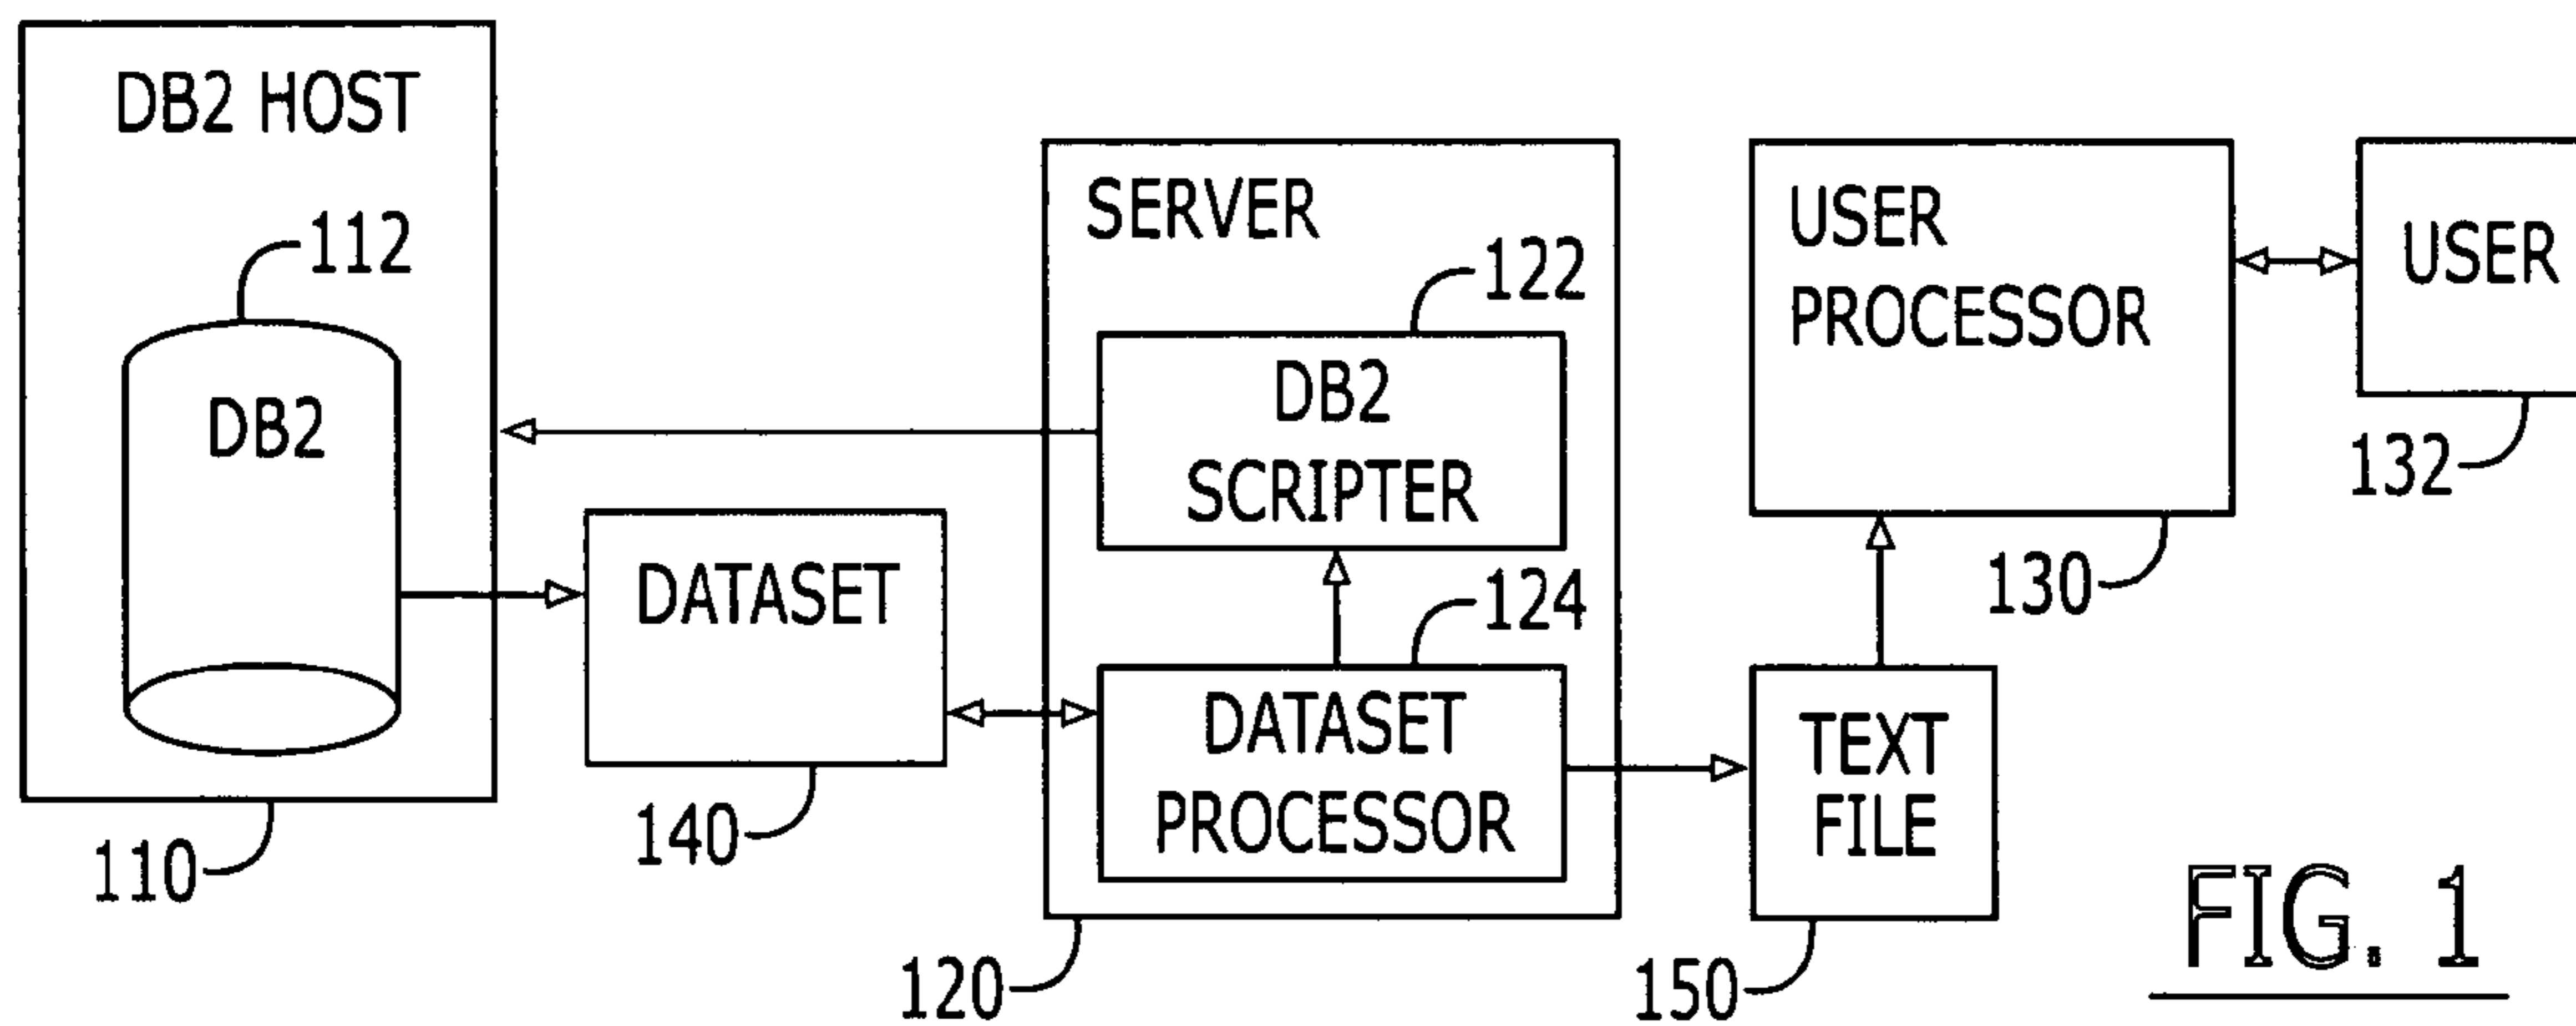 DB2 HOST
112
DB2
110
DATASET
140
SERVER
122
DB2
SCRIPTER
124
DATASET
PROCESSOR
120
USER
PROCESSOR
130
USER
132
TEXT
FILE
150
FIG. 1